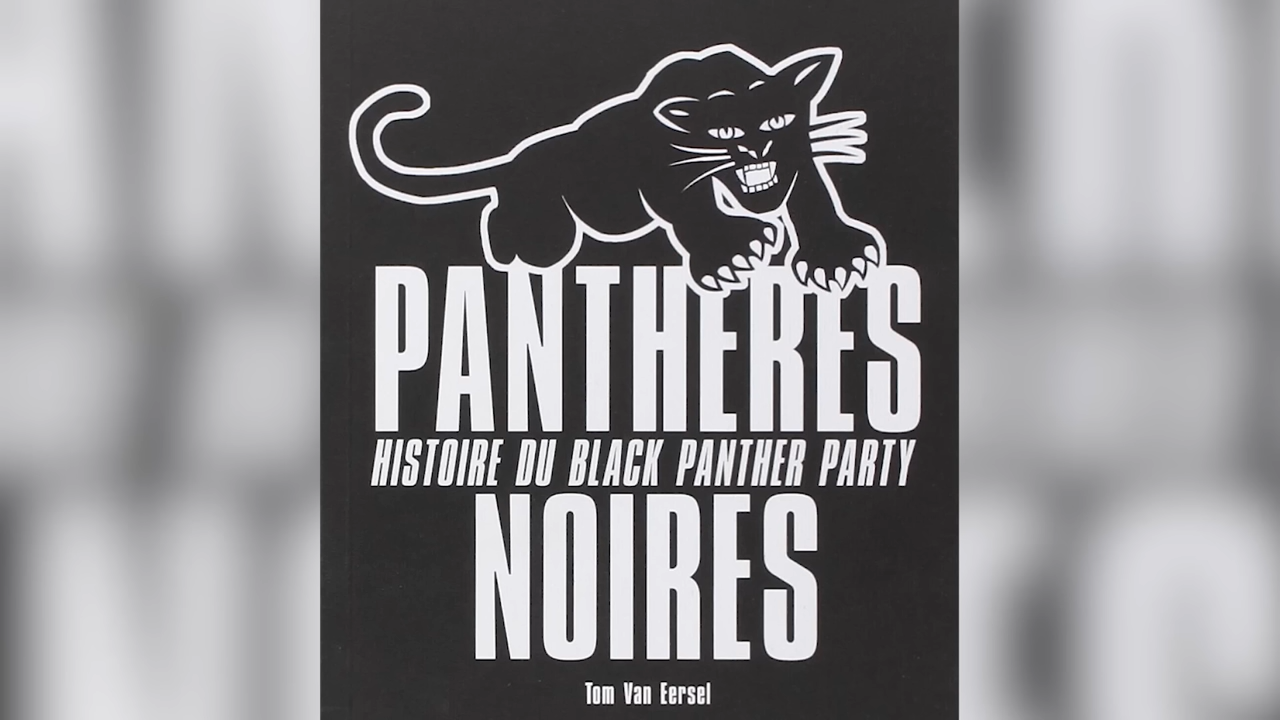 PANTHERES
HISTOIRE DU BLACK PANTHER PARTY
NOIRES
Tom Van Eersel